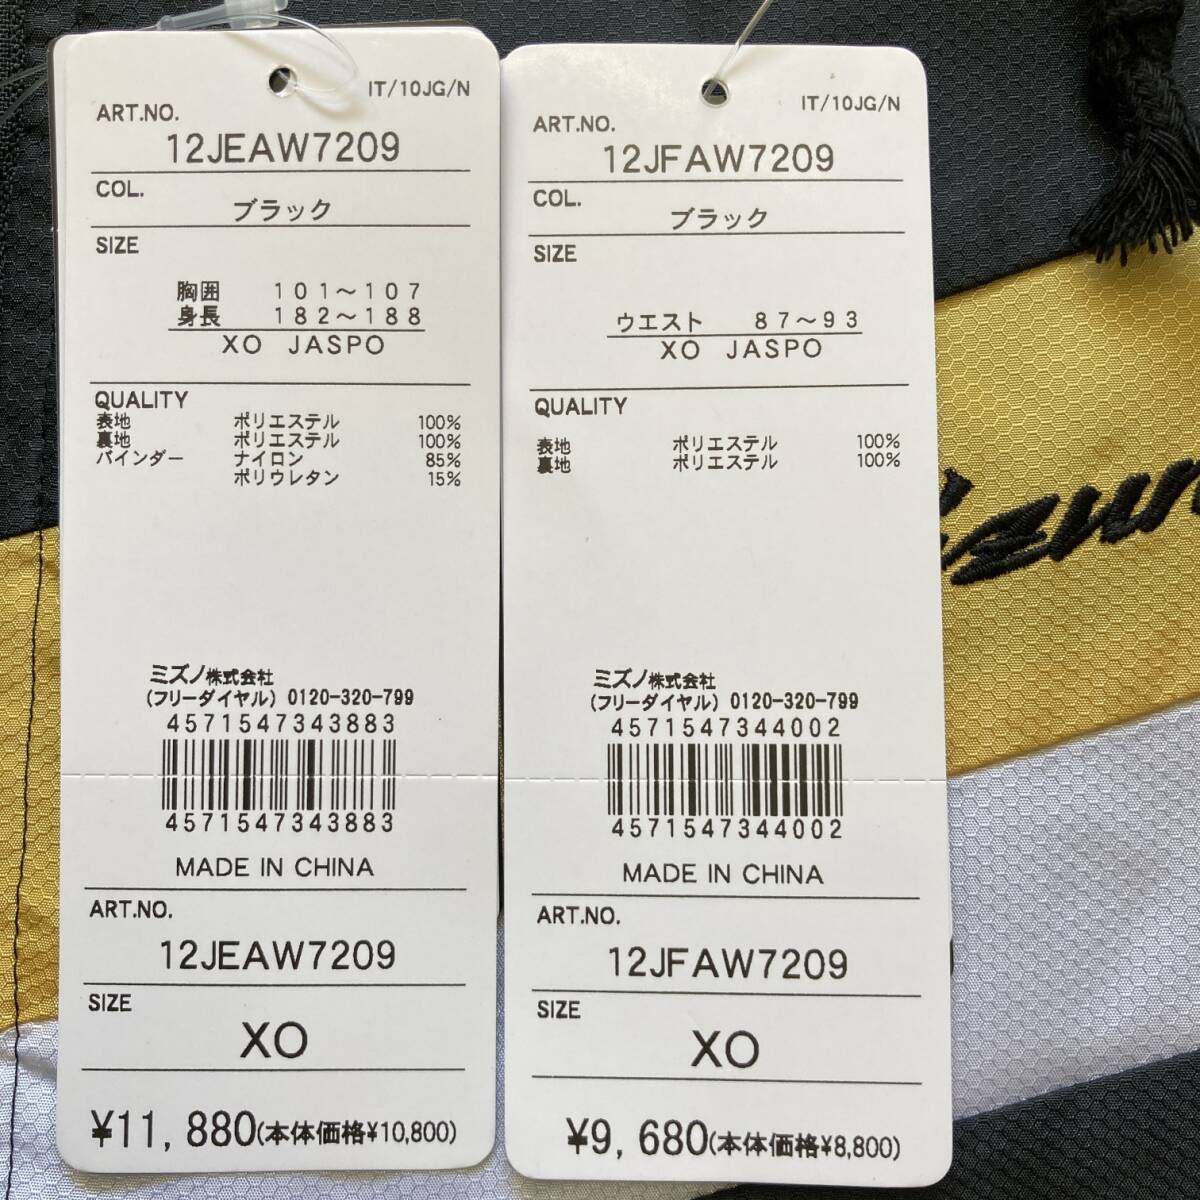 IT/10JG/N
ART.NO.
12JEAW7209
COL.
ブラック
SIZE
胸囲 101～107
身長 182～188
XO JASPO
QUALITY
表地 ポリエステル 100%
裏地 ポリエステル 100%
バインダー ナイロン 85%
ポリウレタン 15%
ミズノ株式会社
(フリーダイヤル) 0120-320-799
4571547343883
4571547343883
MADE IN CHINA
ART.NO.
12JEAW7209
SIZE
XO
¥11,880(本体価格¥10,800)
IT/10JG/N
ART.NO.
12JFAW7209
COL.
ブラック
SIZE
ウエスト 87～93
XO JASPO
QUALITY
表地 ポリエステル 100%
裏地 ポリエステル 100%
ミズノ株式会社
(フリーダイヤル) 0120-320-799
4571547344002
4571547344002
MADE IN CHINA
ART.NO.
12JFAW7209
SIZE
XO
¥9,680(本体価格¥8,800)